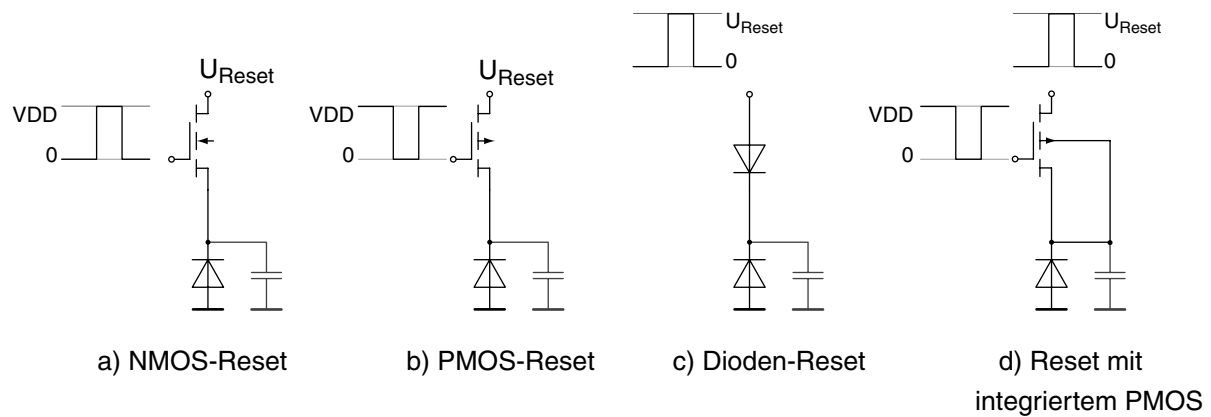 U_Reset
0
U_Reset
0
U_Reset
U_Reset
VDD
0
VDD
0
VDD
0
a) NMOS-Reset
b) PMOS-Reset
c) Dioden-Reset
d) Reset mit
integriertem PMOS